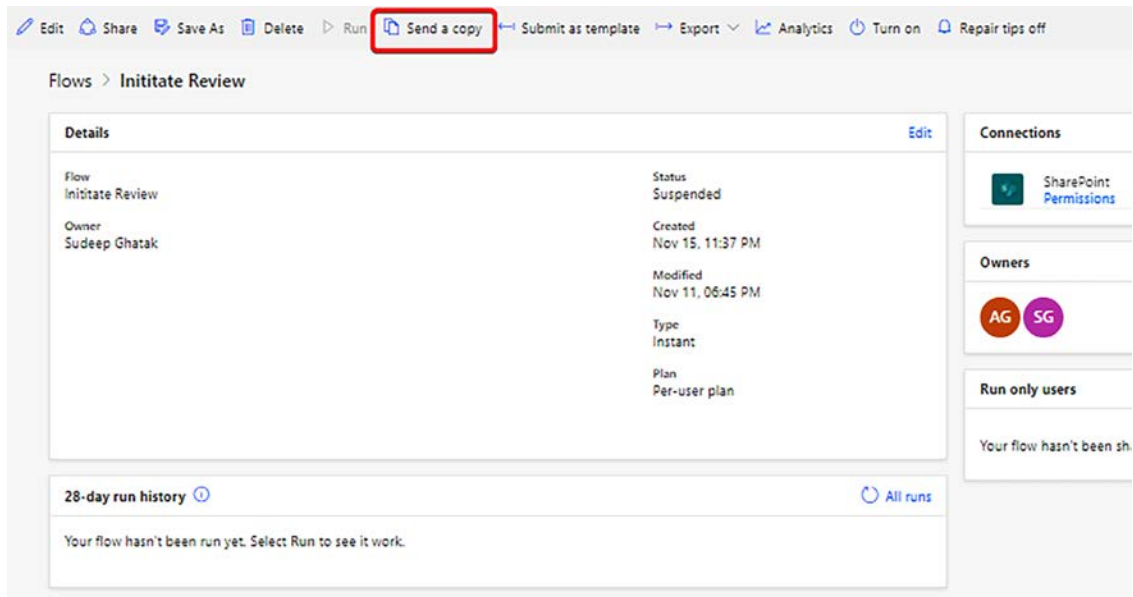 Edit Share Save As Delete Run Send a copy Submit as template Export Analytics Turn on Repair tips off
Flows > Inititate Review
Details Edit
Flow
Inititate Review
Owner
Sudeep Ghatak
Status
Suspended
Created
Nov 15, 11:37 PM
Modified
Nov 11, 06:45 PM
Type
Instant
Plan
Per-user plan
28-day run history All runs
Your flow hasn't been run yet. Select Run to see it work.
Connections
SharePoint
Permissions
Owners
AG SG
Run only users
Your flow hasn't been sh